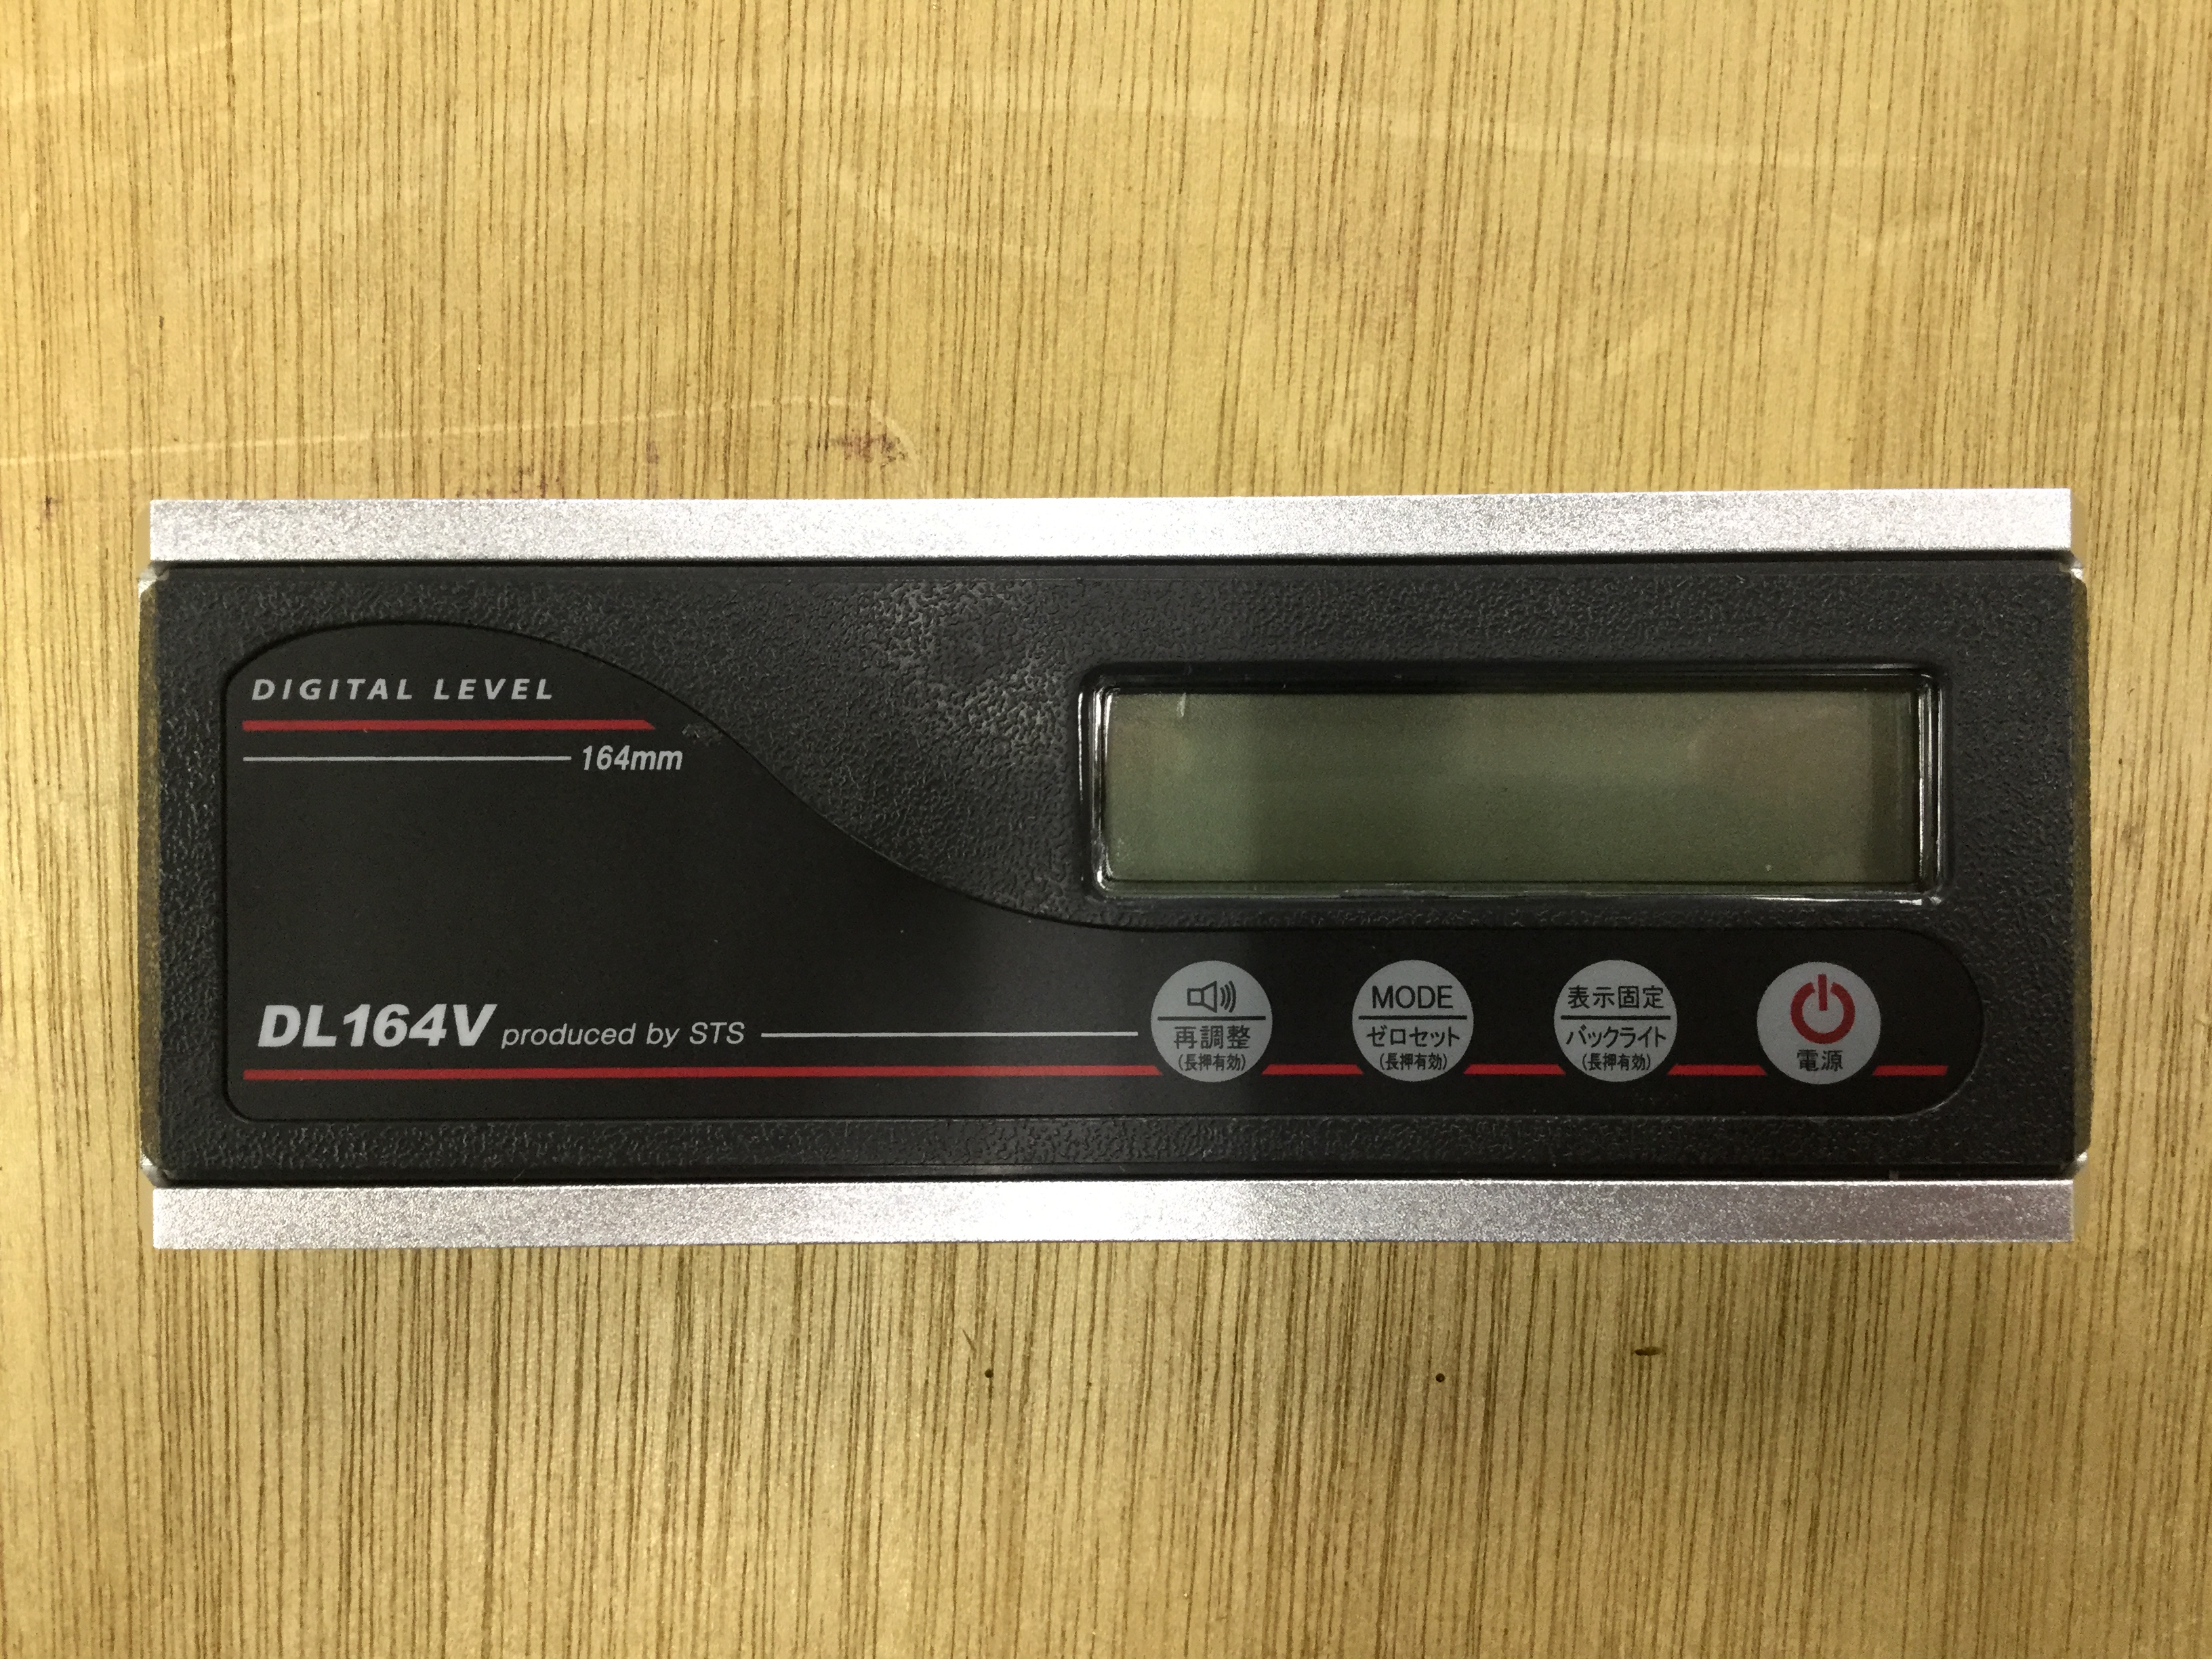 DIGITAL LEVEL
164mm
DL164V produced by STS
再調整
(長押有効)
MODE
ゼロセット
(長押有効)
表示固定
バックライト
(長押有効)
電源